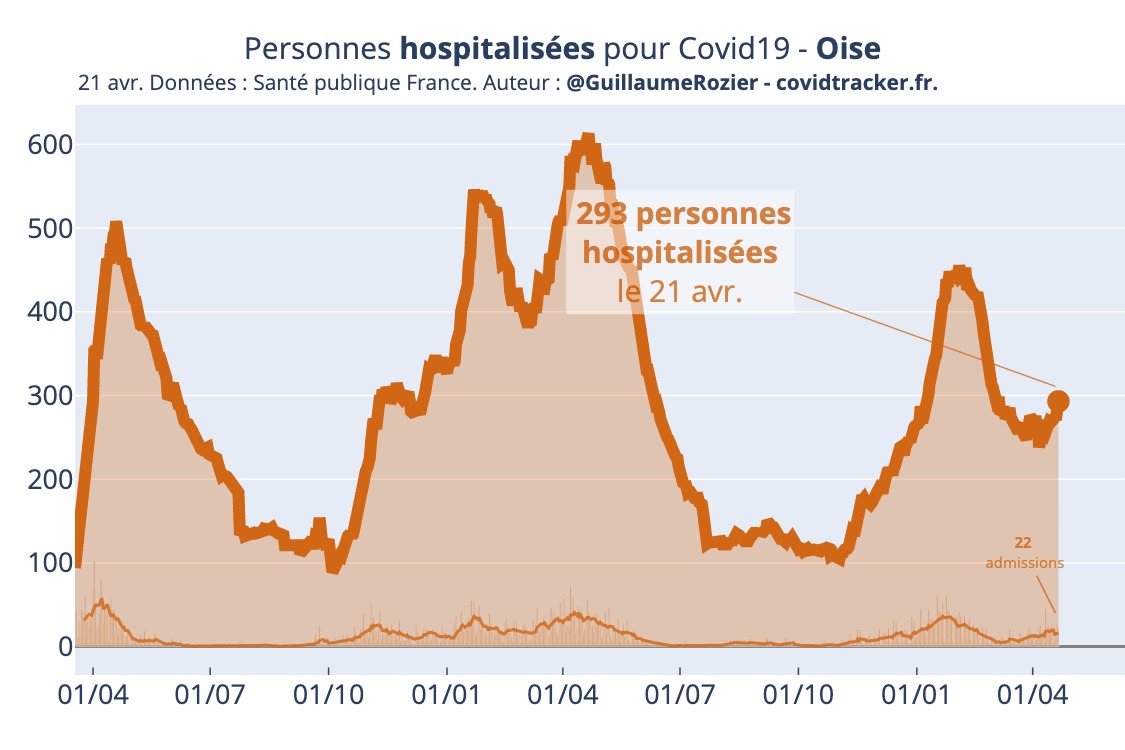 Personnes hospitalisées pour Covid19 - Oise
21 avr. Données : Santé publique France. Auteur : @GuillaumeRozier - covidtracker.fr.
600
500
400
300
200
100
0
293 personnes
hospitalisées
le 21 avr.
22
admissions
01/04
01/07
01/10
01/01
01/04
01/07
01/10
01/01
01/04